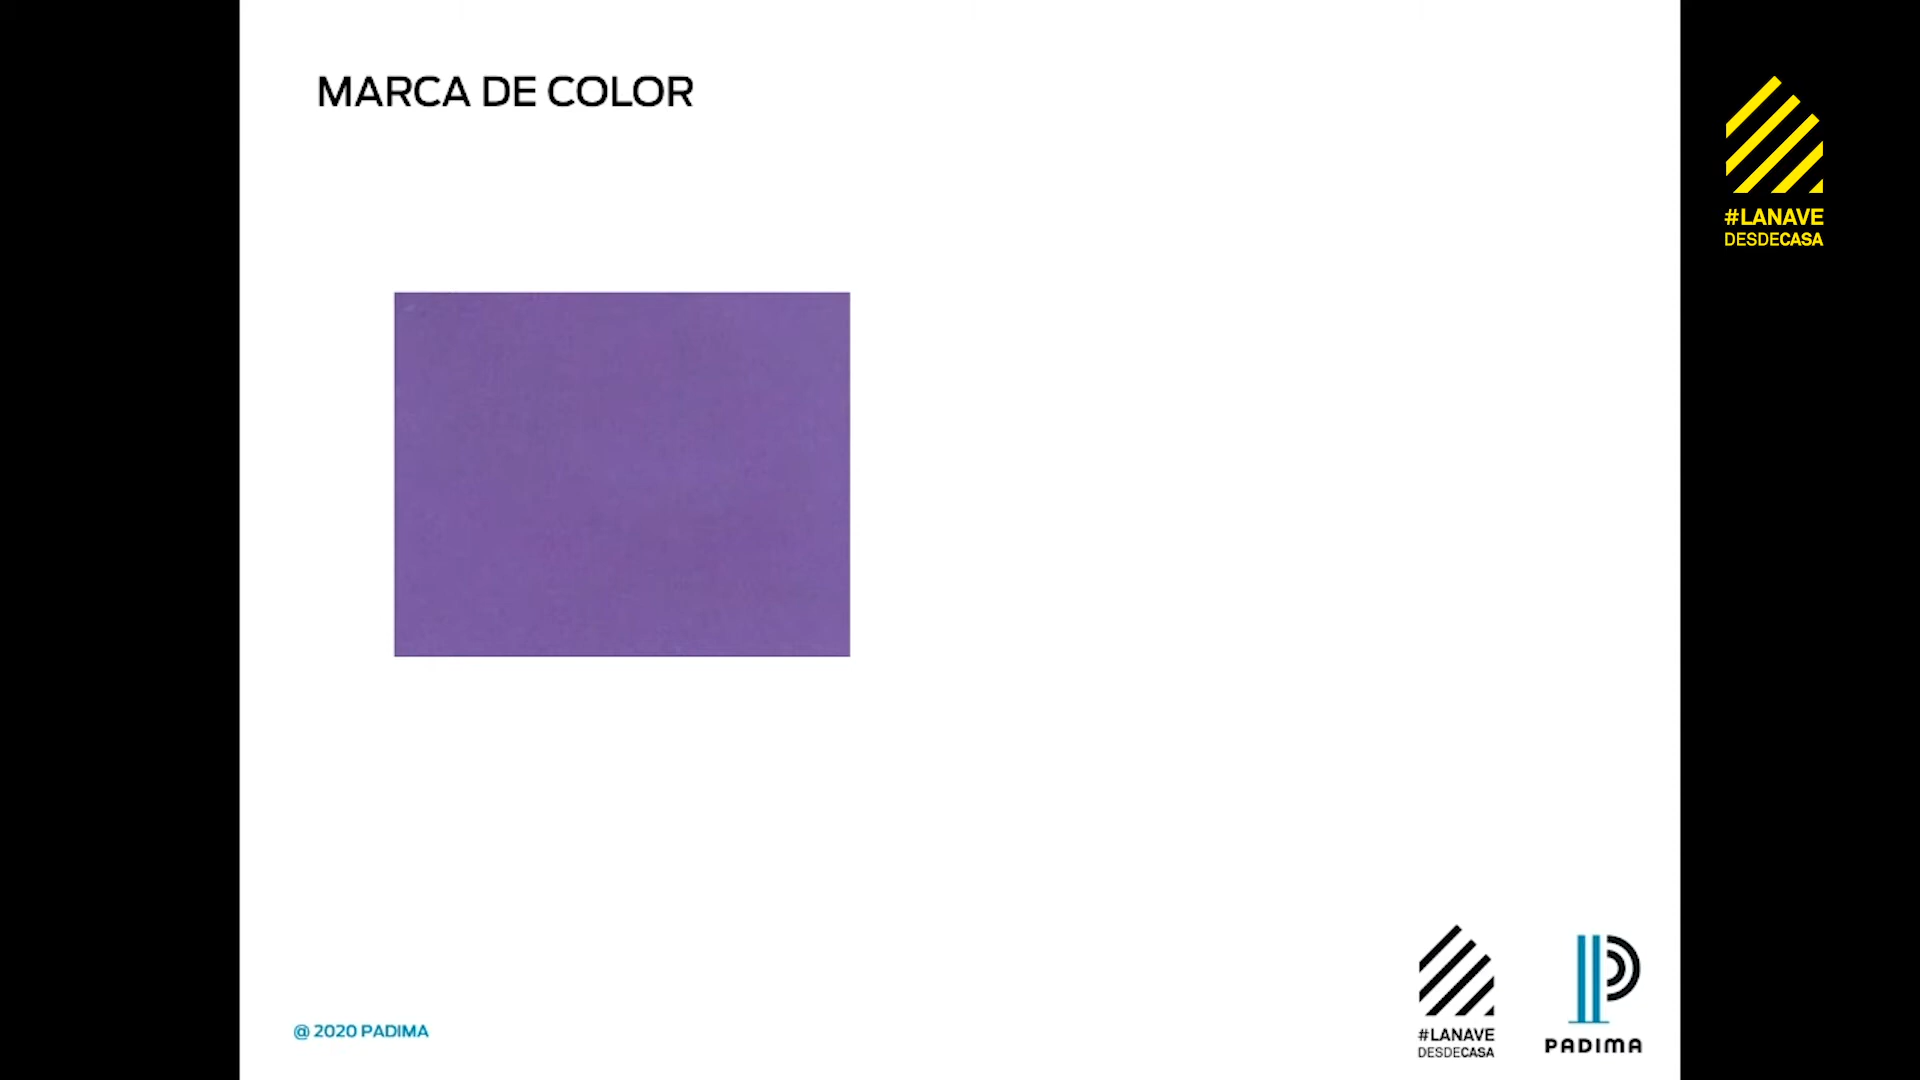 MARCA DE COLOR
#LANAVE
DESDECASA
@ 2020 PADIMA
#LANAVE
DESDECASA
PADIMA